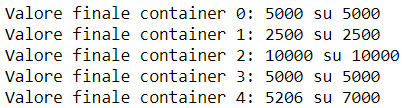 Valore finale container 0: 5000 su 5000
Valore finale container 1: 2500 su 2500
Valore finale container 2: 10000 su 10000
Valore finale container 3: 5000 su 5000
Valore finale container 4: 5206 su 7000